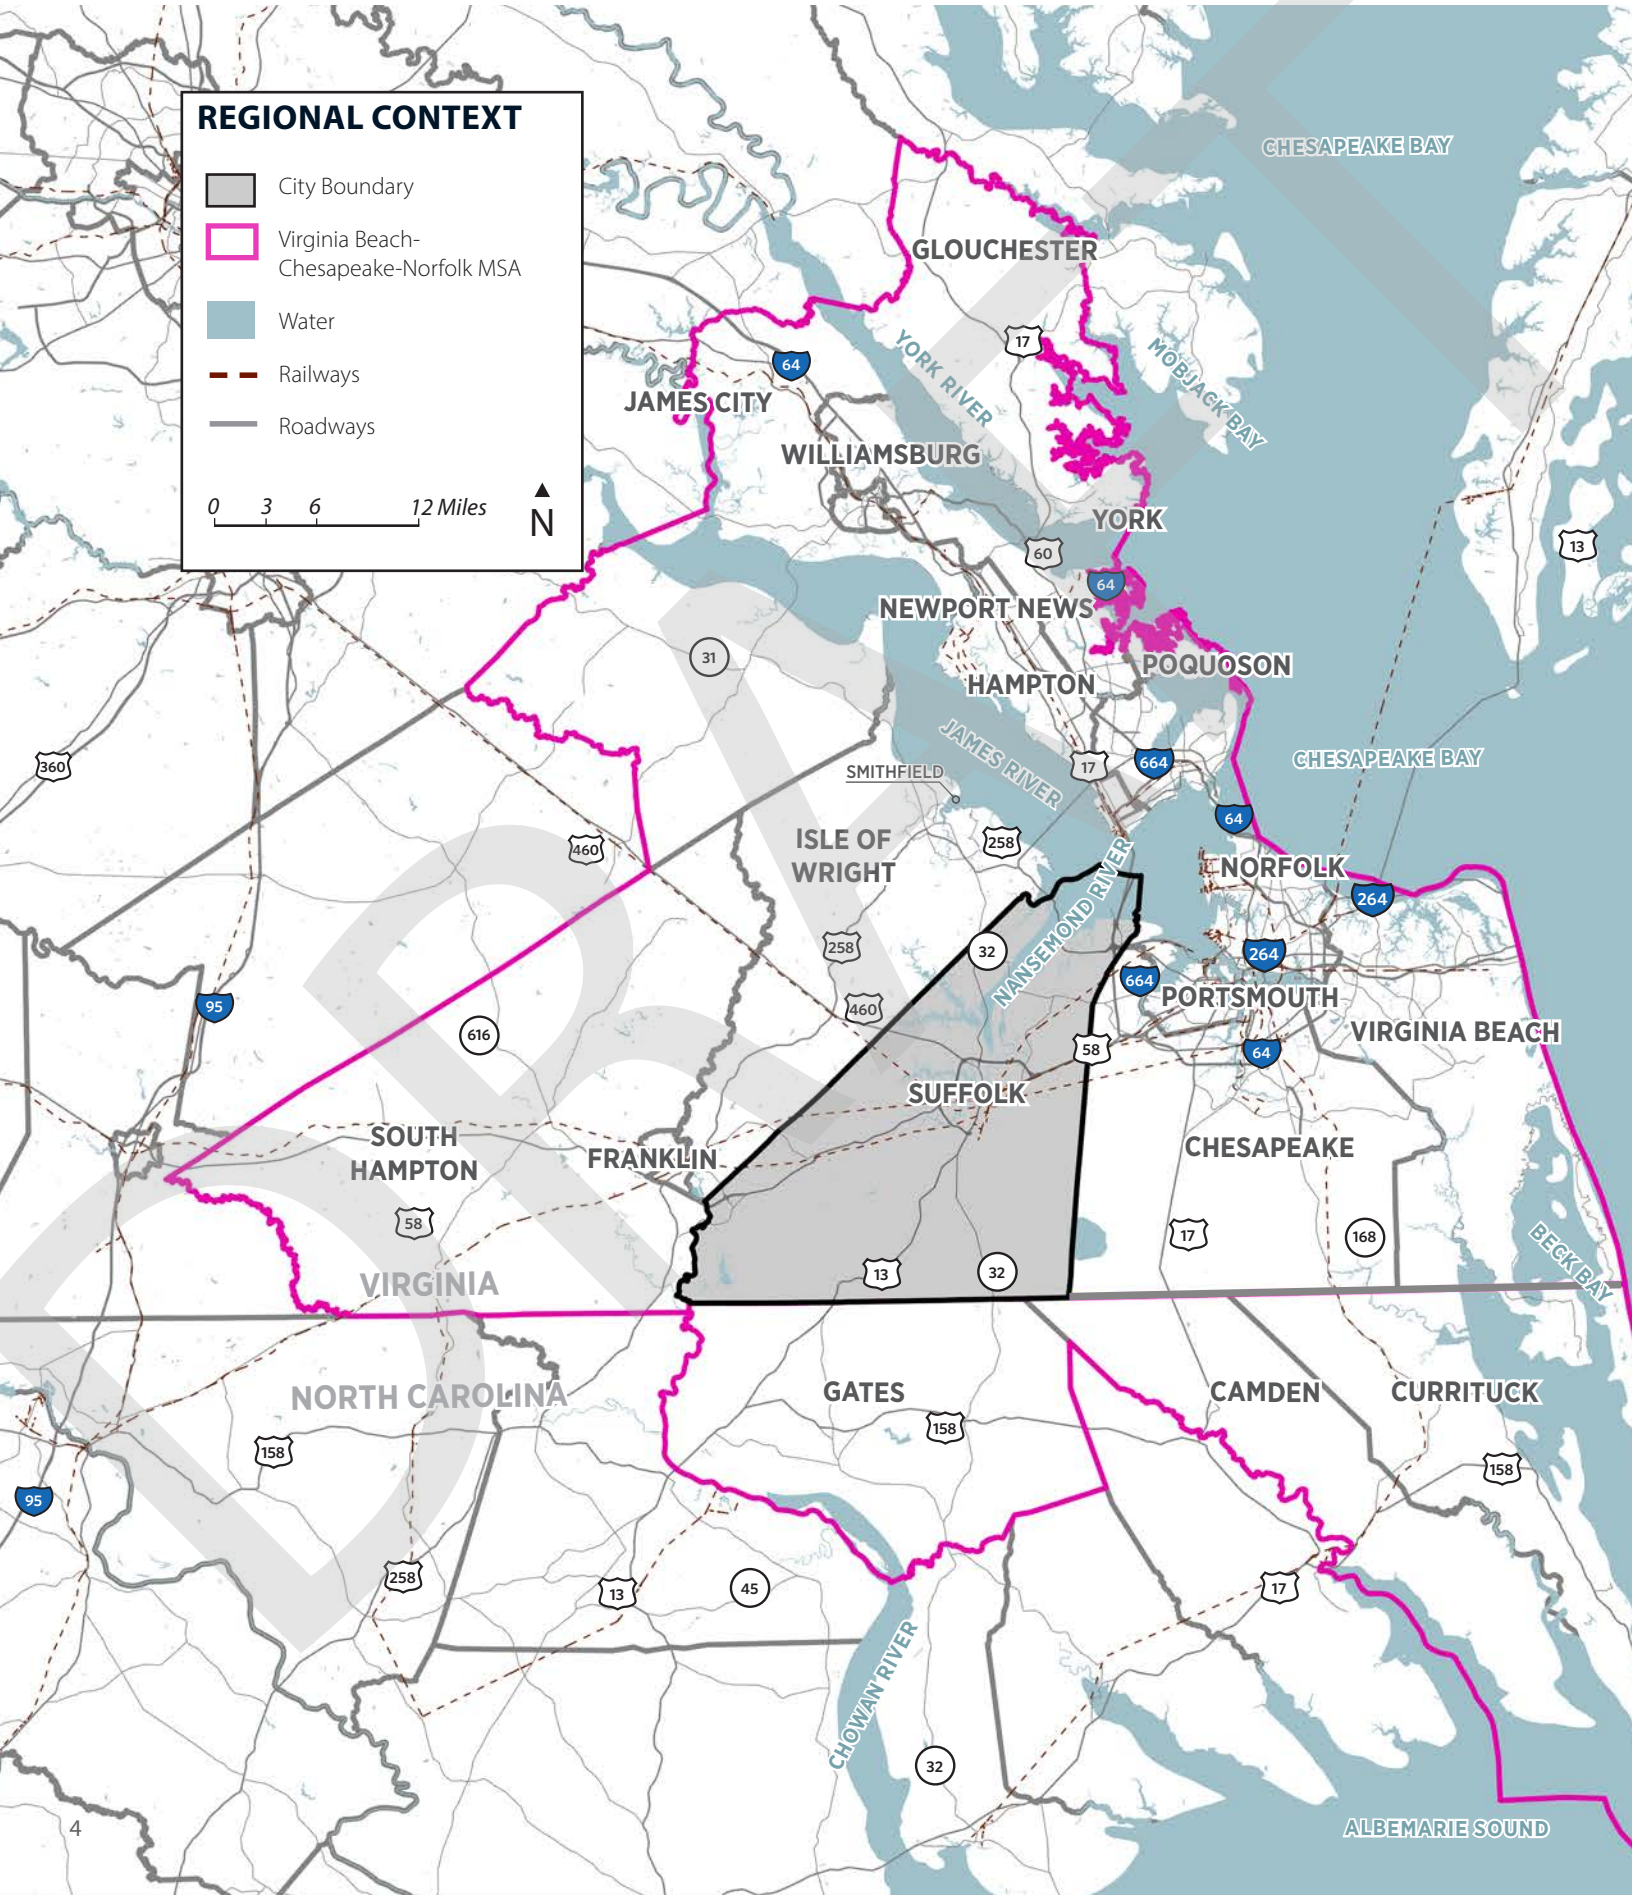 REGIONAL CONTEXT
City Boundary
Virginia Beach-
Chesapeake-Norfolk MSA
Water
Railways
Roadways
0 3 6 12 Miles
N
CHESAPEAKE BAY
GLOUCHESTER
17
YORK RIVER
MOBJACK BAY
64
JAMES CITY
WILLIAMSBURG
YORK
60
13
64
NEWPORT NEWS
31
POQUOSON
HAMPTON
JAMES RIVER
360
17
664
CHESAPEAKE BAY
SMITHFIELD
64
460
ISLE OF
WRIGHT
258
NORFOLK
264
NANSEMOND RIVER
258
32
264
664
95
460
PORTSMOUTH
616
58
VIRGINIA BEACH
64
SUFFOLK
SOUTH
HAMPTON
FRANKLIN
CHESAPEAKE
58
17
168
BECK BAY
13
32
VIRGINIA
NORTH CAROLINA
GATES
CAMDEN
CURRITUCK
158
158
158
95
258
13
45
17
CHOWAN RIVER
32
ALBEMARIE SOUND
4
DRAFT